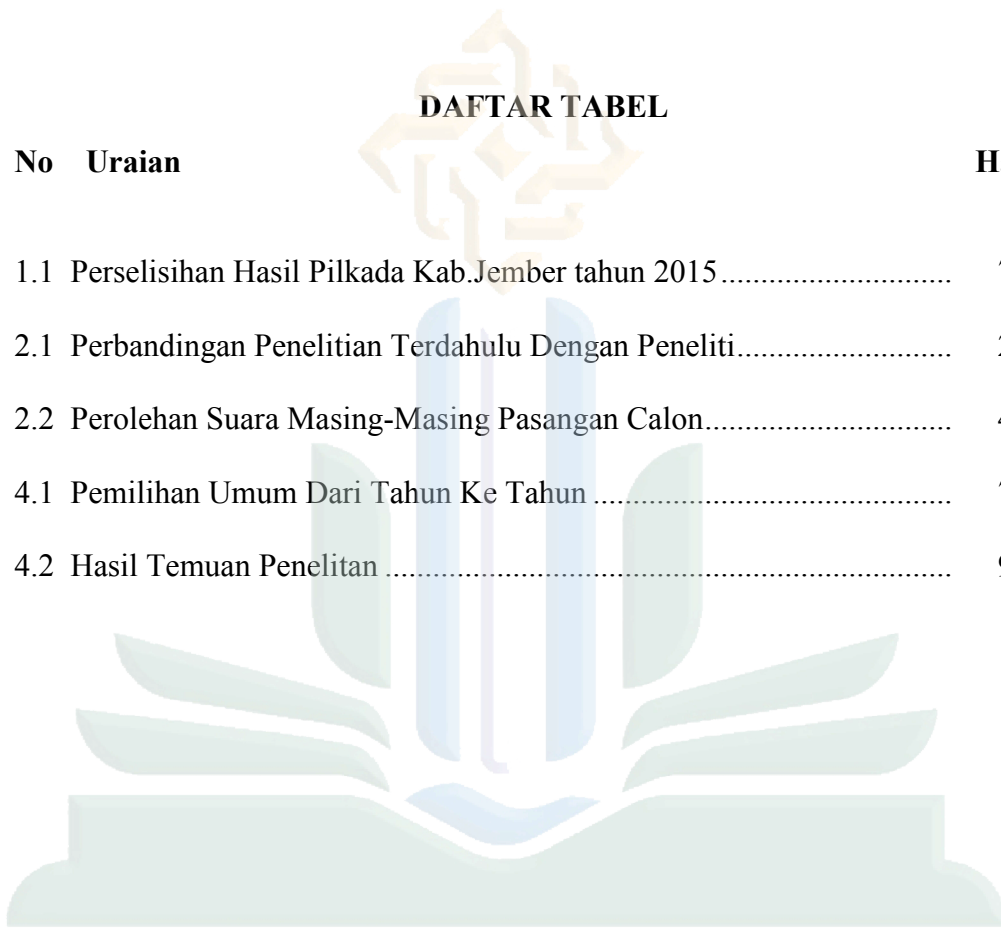 DAFTAR TABEL
No Uraian
1.1 Perselisihan Hasil Pilkada Kab.Jember tahun 2015...........................
2.1 Perbandingan Penelitian Terdahulu Dengan Peneliti..........................
2.2 Perolehan Suara Masing-Masing Pasangan Calon..............................
4.1 Pemilihan Umum Dari Tahun Ke Tahun ............................................
4.2 Hasil Temuan Penelitan ......................................................................